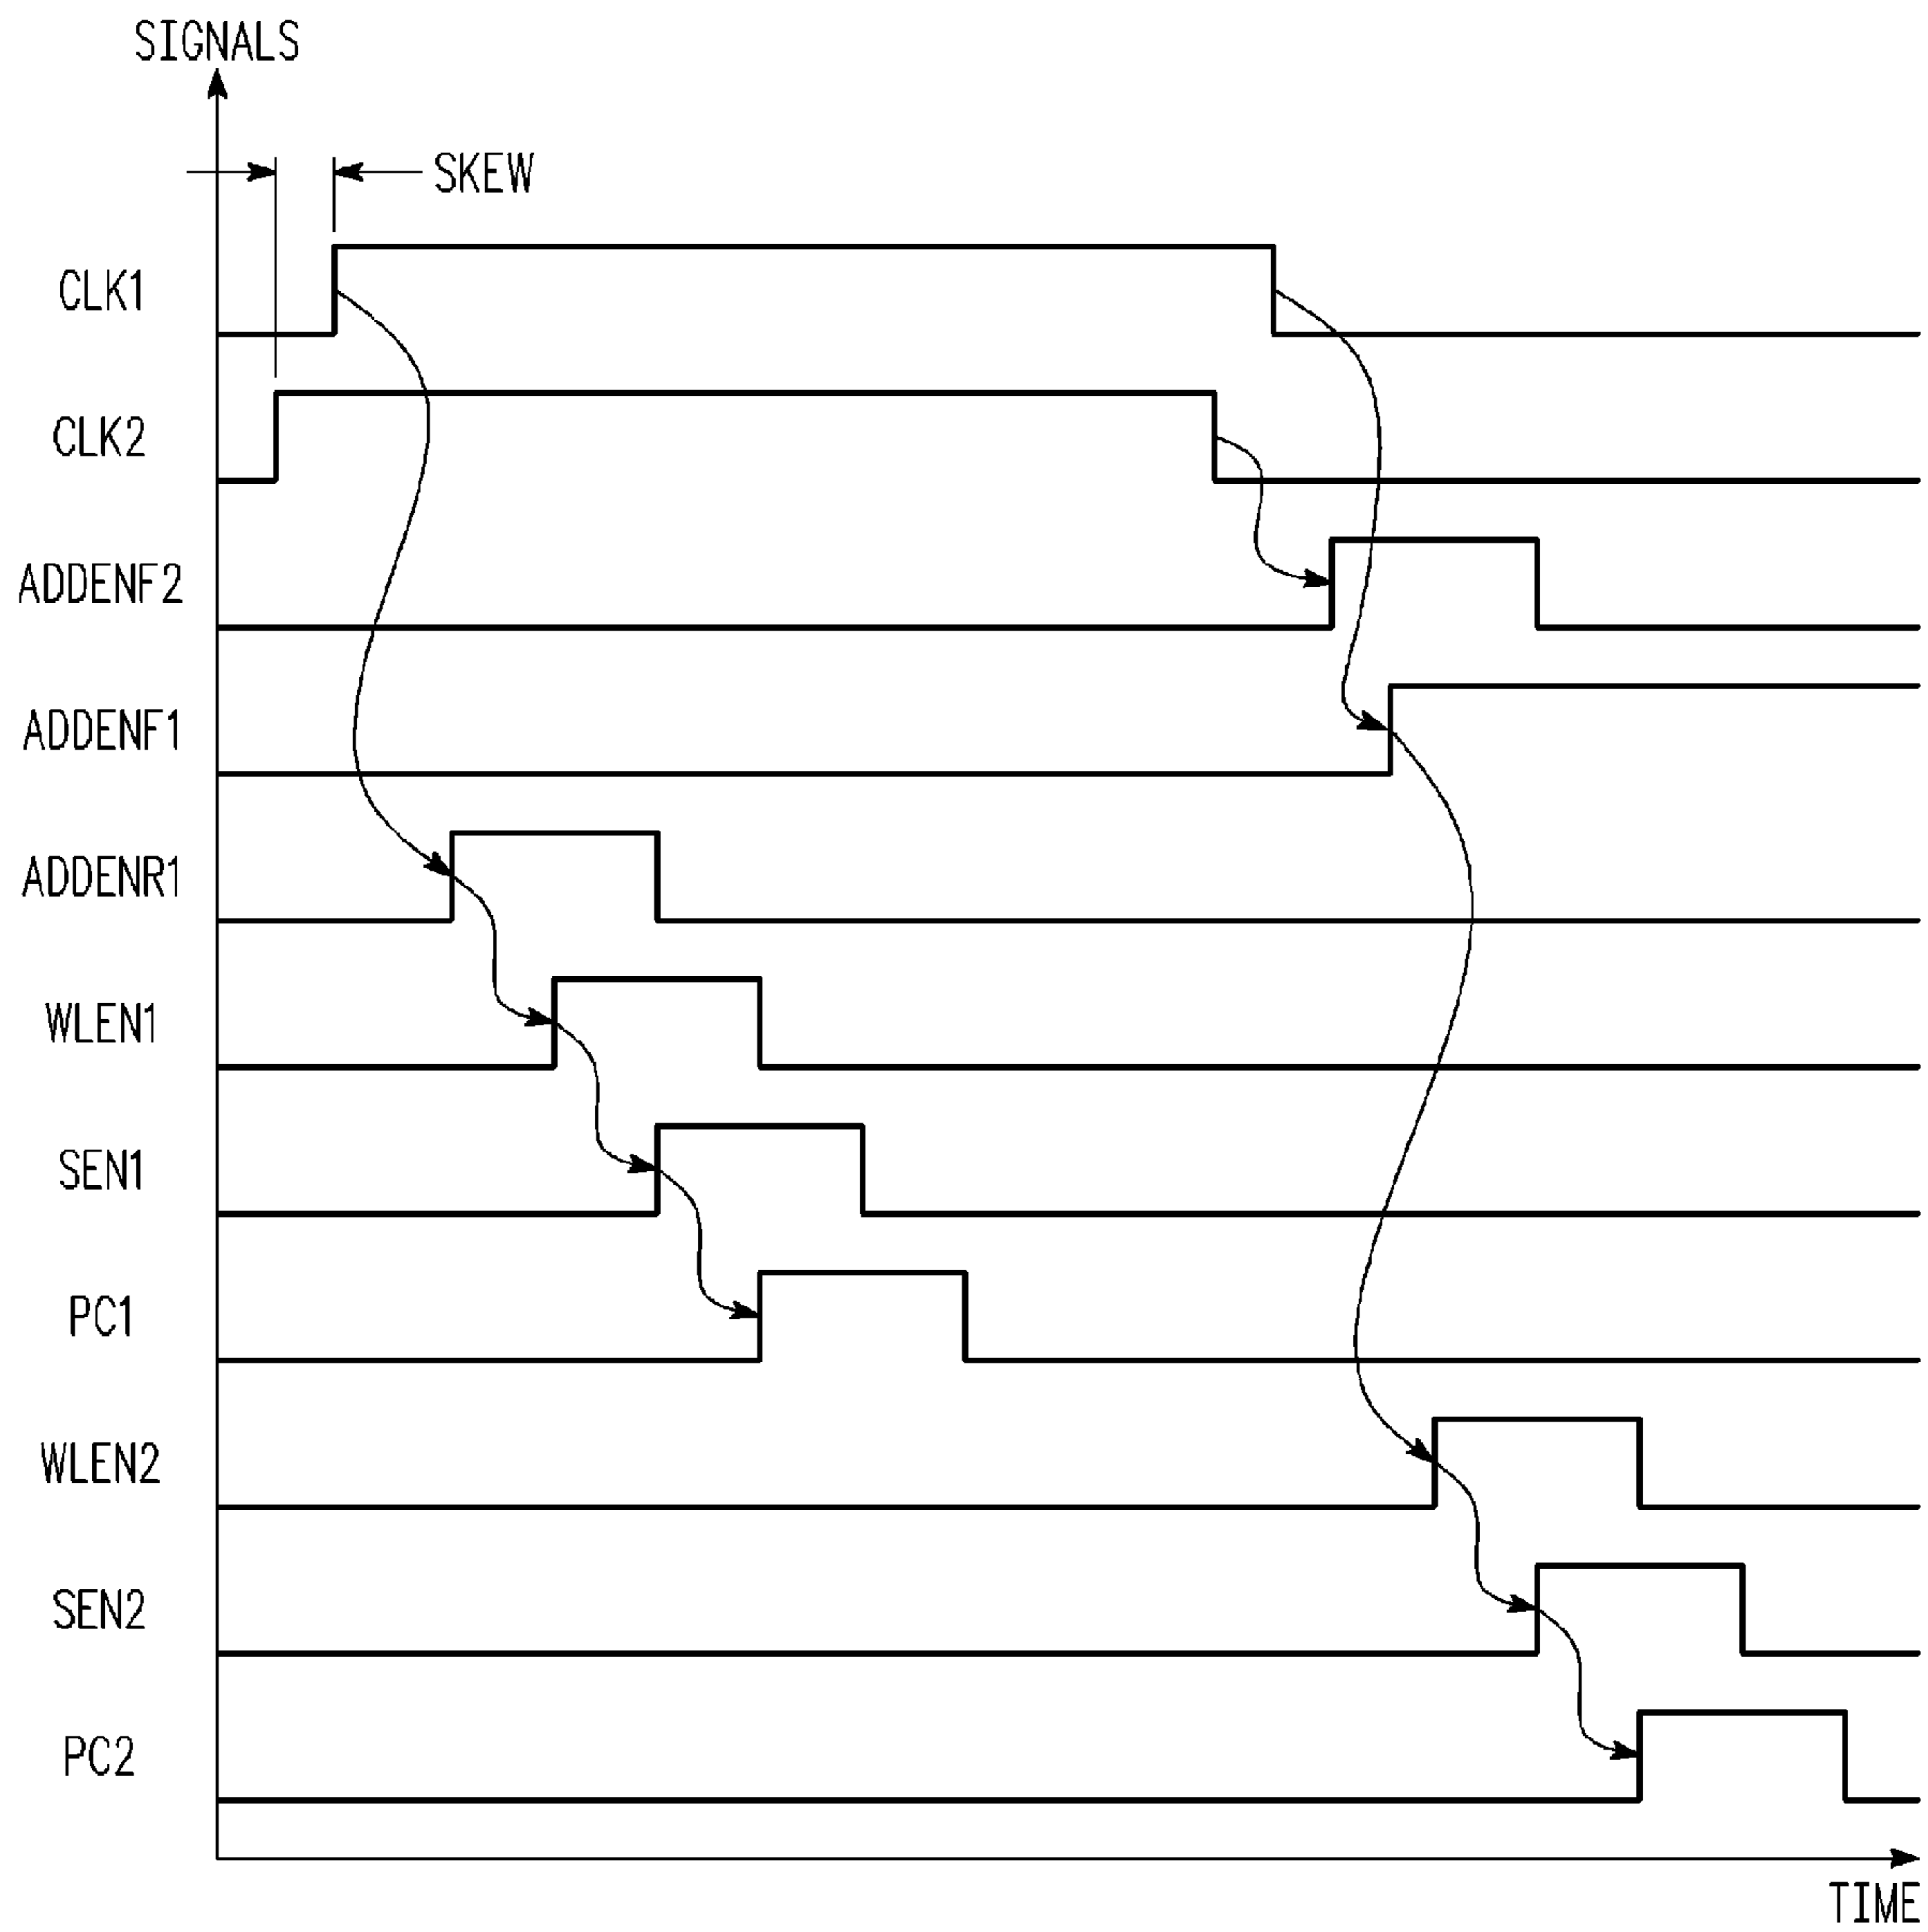 SIGNALS
SKEW
CLK1
CLK2
ADDENF2
ADDENF1
ADDENR1
WLEN1
SEN1
PC1
WLEN2
SEN2
PC2
TIME